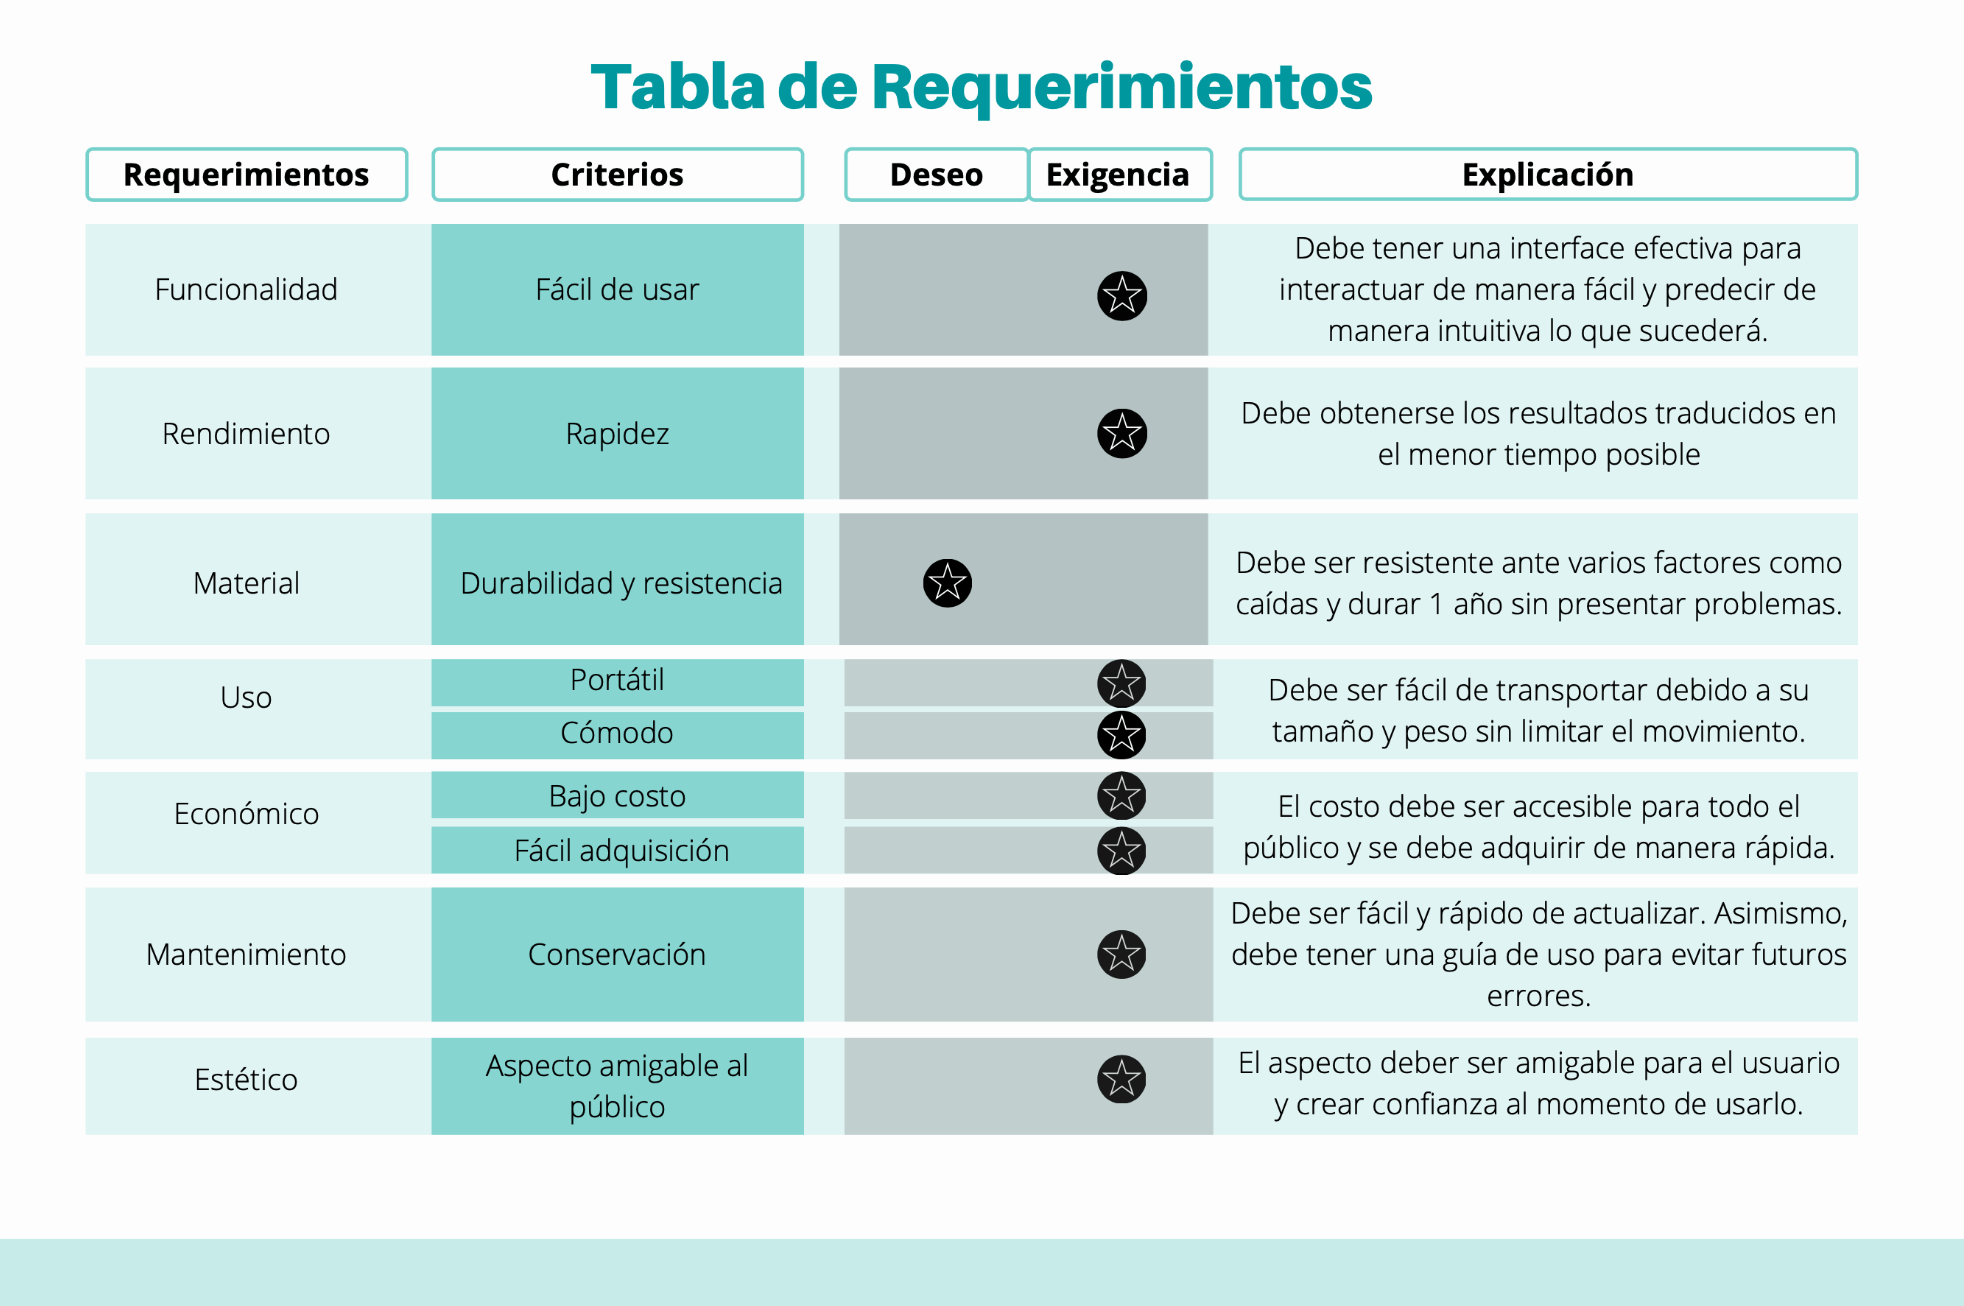 Tabla de Requerimientos
Requerimientos
Criterios
Deseo
Exigencia
Explicación
Funcionalidad
Fácil de usar
Debe tener una interface efectiva para
interactuar de manera fácil y predecir de
manera intuitiva lo que sucederá.
Rendimiento
Rapidez
Debe obtenerse los resultados traducidos en
el menor tiempo posible
Material
Durabilidad y resistencia
Debe ser resistente ante varios factores como
caídas y durar 1 año sin presentar problemas.
Uso
Portátil
Cómodo
Debe ser fácil de transportar debido a su
tamaño y peso sin limitar el movimiento.
Económico
Bajo costo
Fácil adquisición
El costo debe ser accesible para todo el
público y se debe adquirir de manera rápida.
Mantenimiento
Conservación
Debe ser fácil y rápido de actualizar. Asimismo,
debe tener una guía de uso para evitar futuros
errores.
Estético
Aspecto amigable al
público
El aspecto deber ser amigable para el usuario
y crear confianza al momento de usarlo.